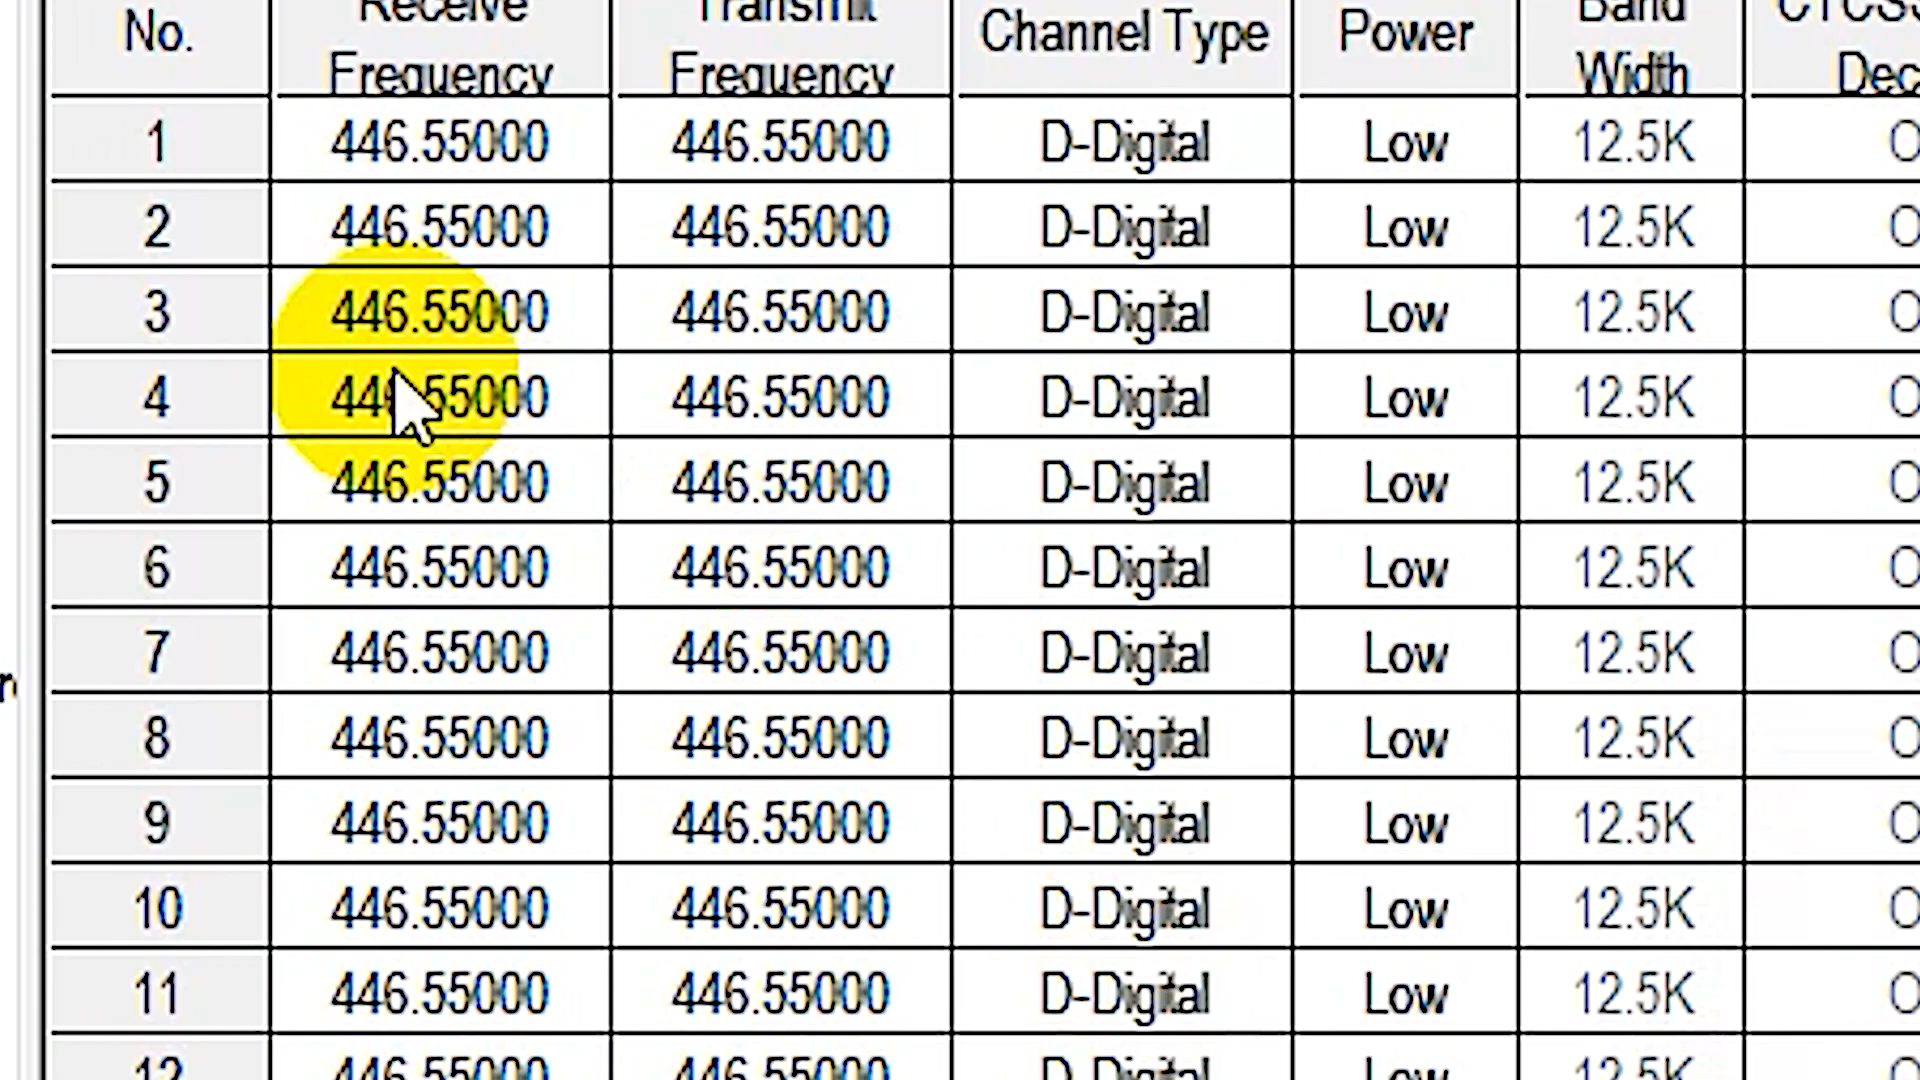 No. Receive Frequency Transmit Frequency Channel Type Power Band Width
1 446.55000 446.55000 D-Digital Low 12.5K
2 446.55000 446.55000 D-Digital Low 12.5K
3 446.55000 446.55000 D-Digital Low 12.5K
4 446.55000 446.55000 D-Digital Low 12.5K
5 446.55000 446.55000 D-Digital Low 12.5K
6 446.55000 446.55000 D-Digital Low 12.5K
7 446.55000 446.55000 D-Digital Low 12.5K
8 446.55000 446.55000 D-Digital Low 12.5K
9 446.55000 446.55000 D-Digital Low 12.5K
10 446.55000 446.55000 D-Digital Low 12.5K
11 446.55000 446.55000 D-Digital Low 12.5K
12 446.55000 446.55000 D-Digital Low 12.5K